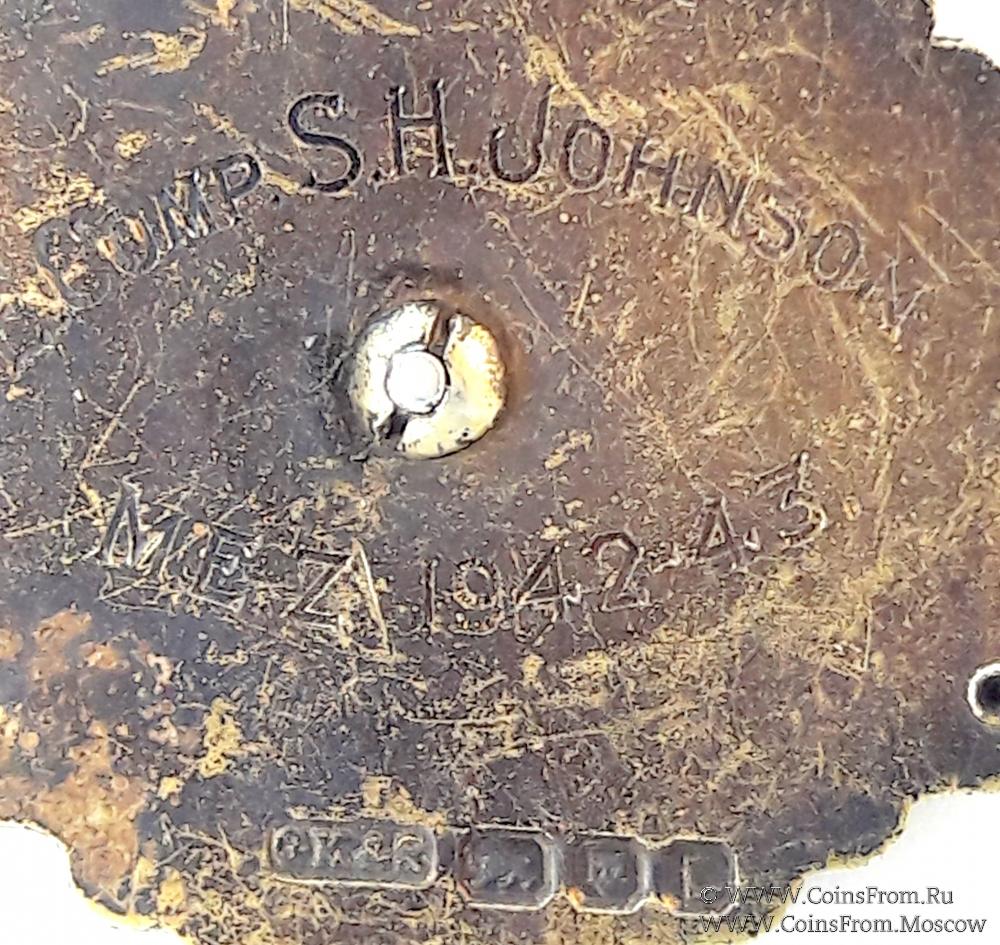 COMP. S.H. JOHNSON.
1942-43
© WWW.CoinsFrom.Ru
WWW.CoinsFrom.Moscow